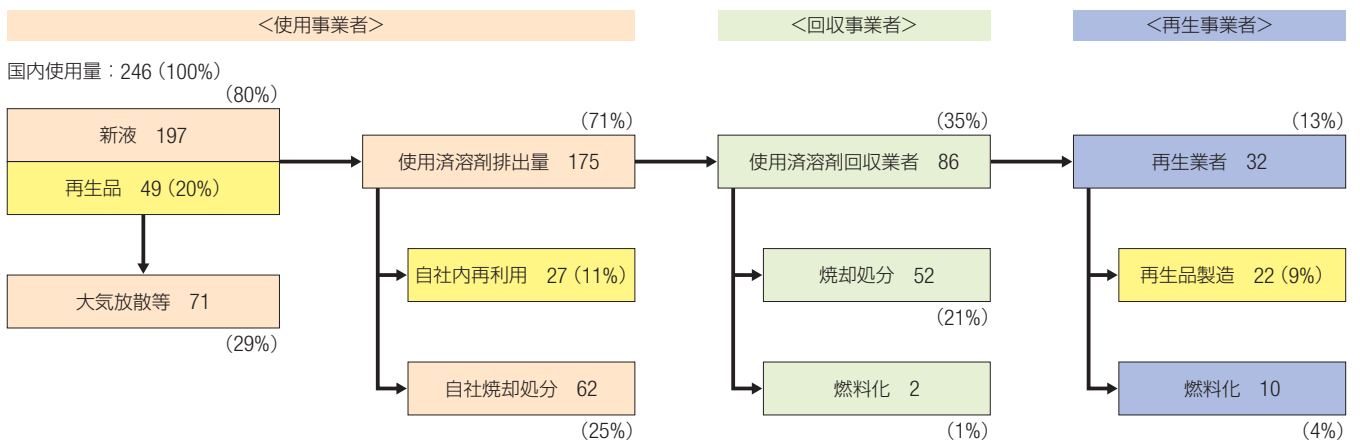 <使用事業者>
<回収事業者>
<再生事業者>
国内使用量：246（100%）
（80%）
新液　197
再生品　49（20%）
大気放散等　71
（29%）
（71%）
使用済溶剤排出量　175
自社内再利用　27（11%）
自社焼却処分　62
（25%）
（35%）
使用済溶剤回収業者　86
焼却処分　52
（21%）
燃料化　2
（1%）
（13%）
再生業者　32
再生品製造　22（9%）
燃料化　10
（4%）